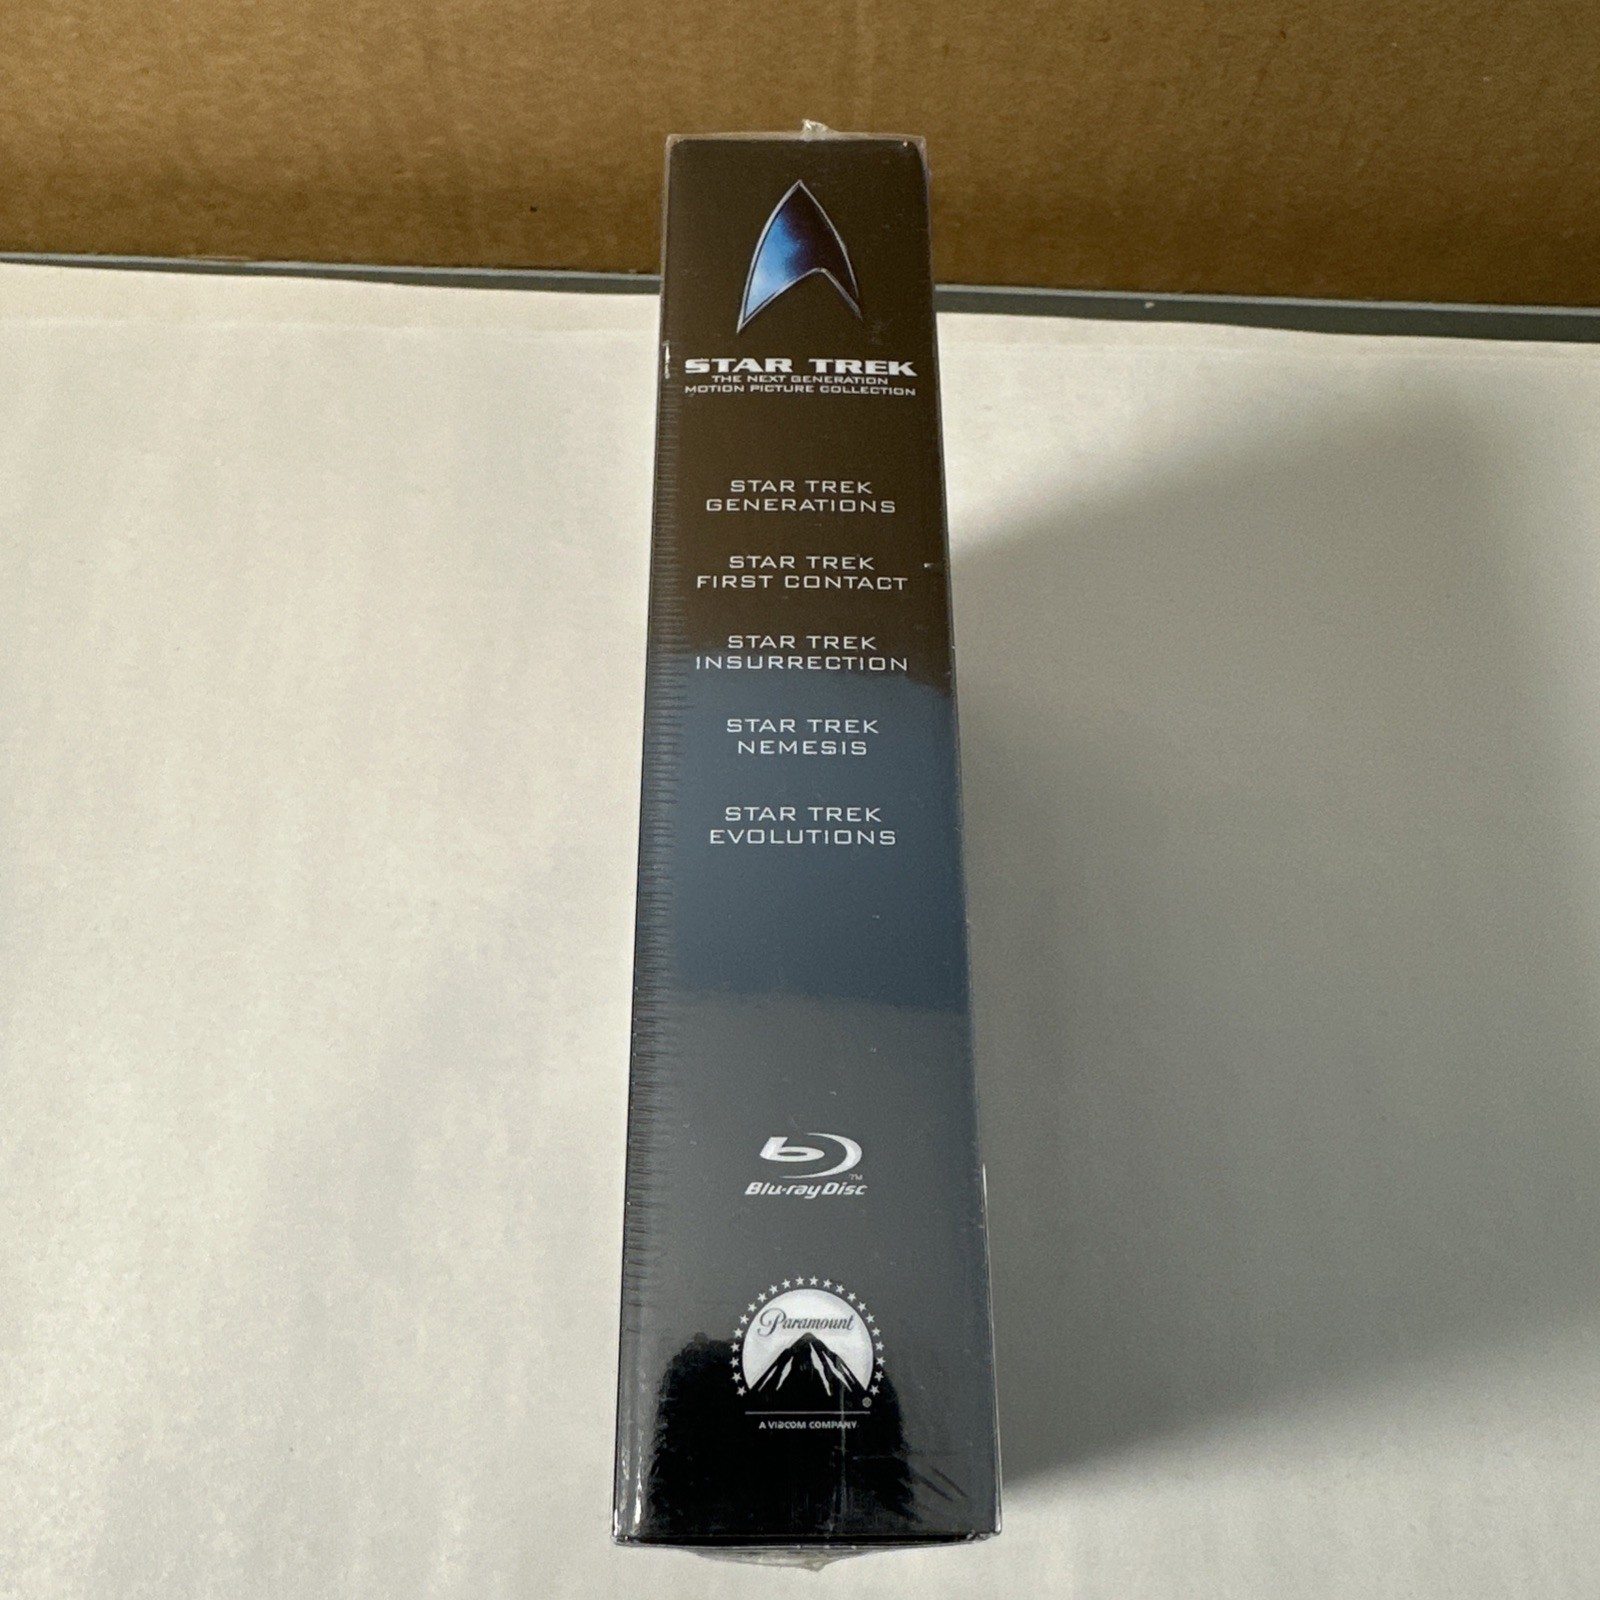 STAR TREK
THE NEXT GENERATION
MOTION PICTURE COLLECTION
STAR TREK
GENERATIONS
STAR TREK
FIRST CONTACT
STAR TREK
INSURRECTION
STAR TREK
NEMESIS
STAR TREK
EVOLUTIONS
Blu-ray Disc™
Paramount®
A VIACOM COMPANY